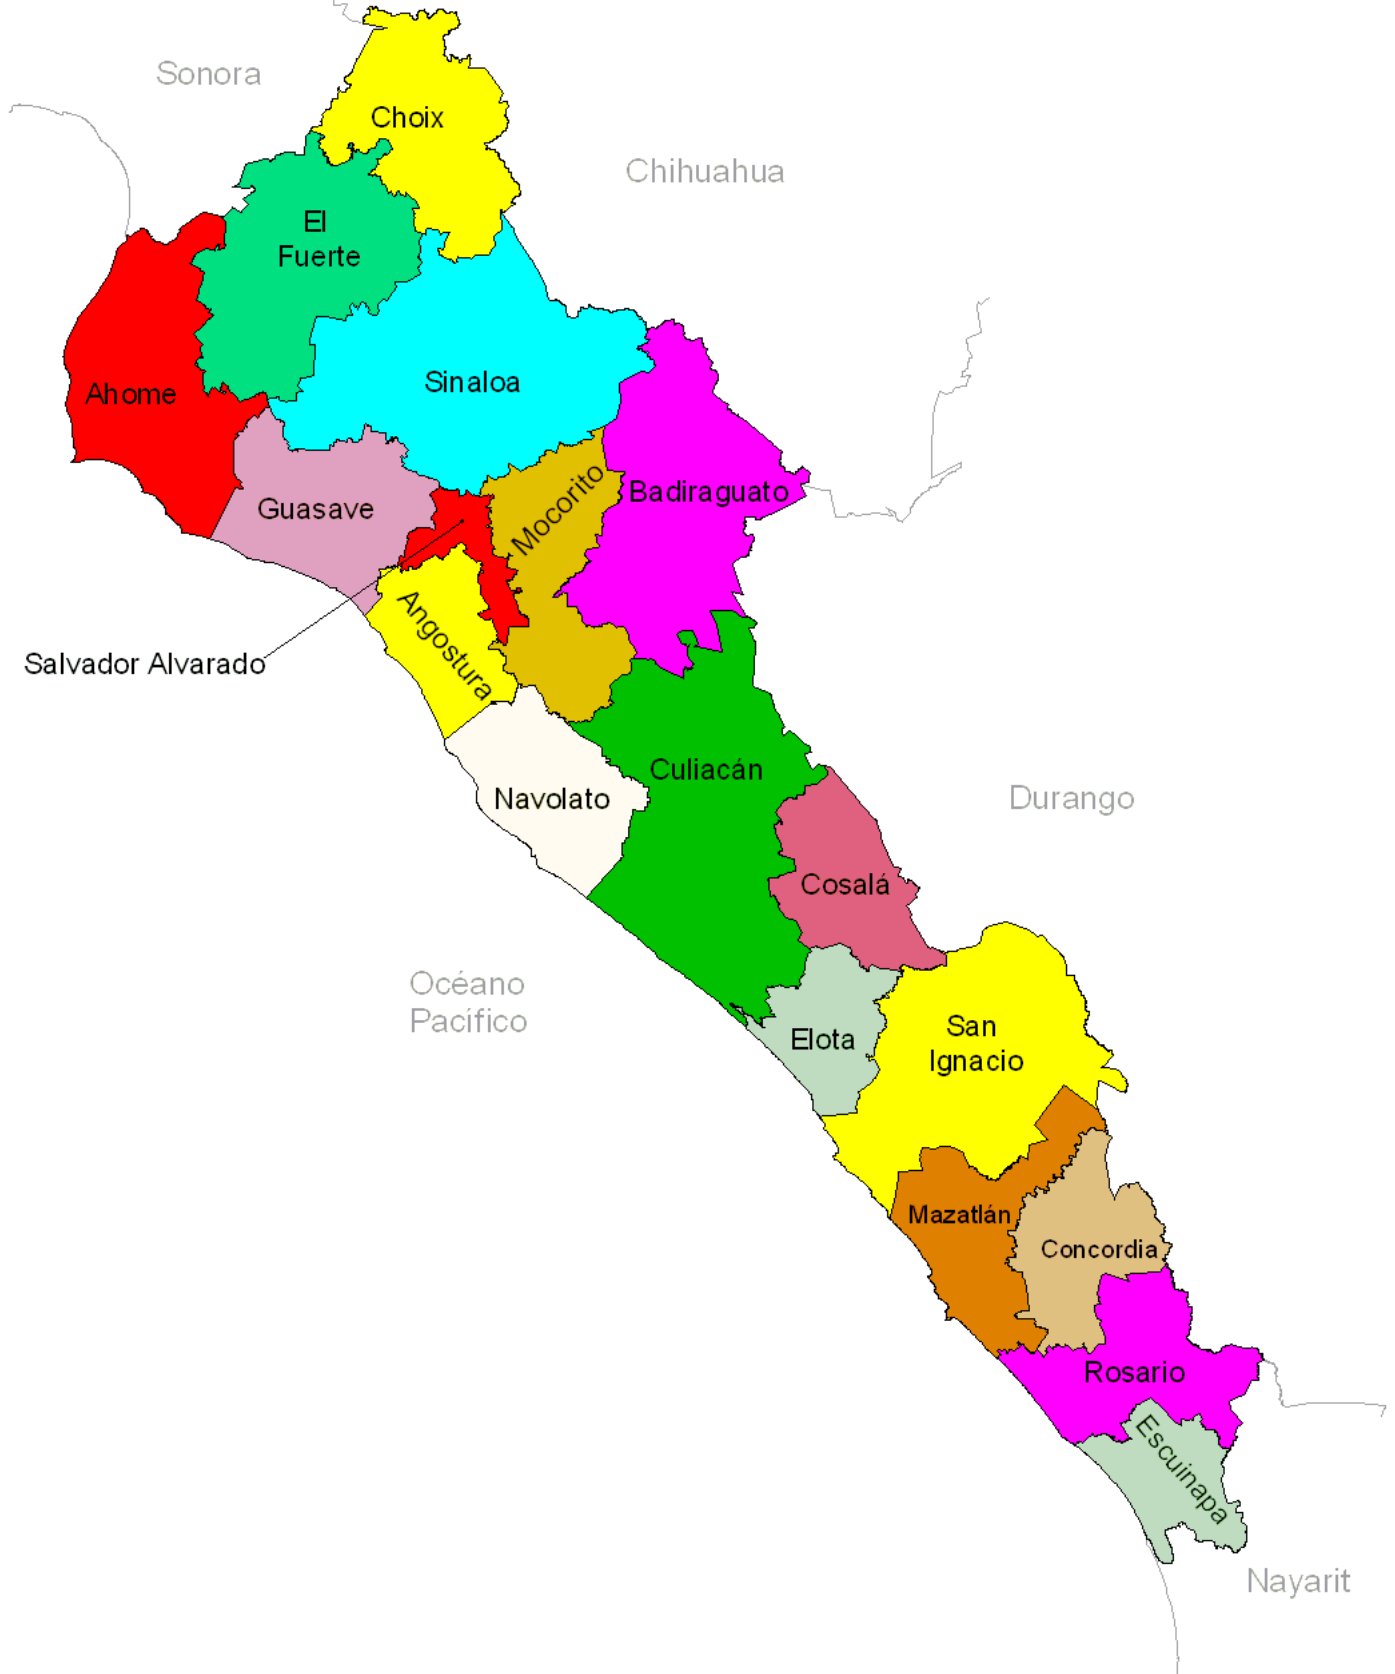 Sonora
Choix
Chihuahua
El
Fuerte
Ahome
Sinaloa
Guasave
Mocorito
Badiraguato
Salvador Alvarado
Angostura
Culiacán
Navolato
Durango
Cosalá
Océano
Pacífico
Elota
San
Ignacio
Mazatlán
Concordia
Rosario
Escuinapa
Nayarit